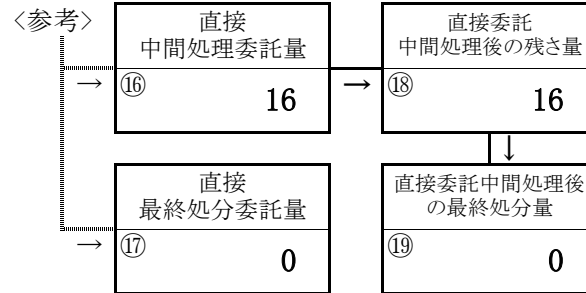 〈参考〉
直接
中間処理委託量
→ ⑯ 16
直接委託
中間処理後の残さ量
→ ⑱ 16
↓
直接
最終処分委託量
→ ⑰ 0
直接委託中間処理後
の最終処分量
⑲ 0